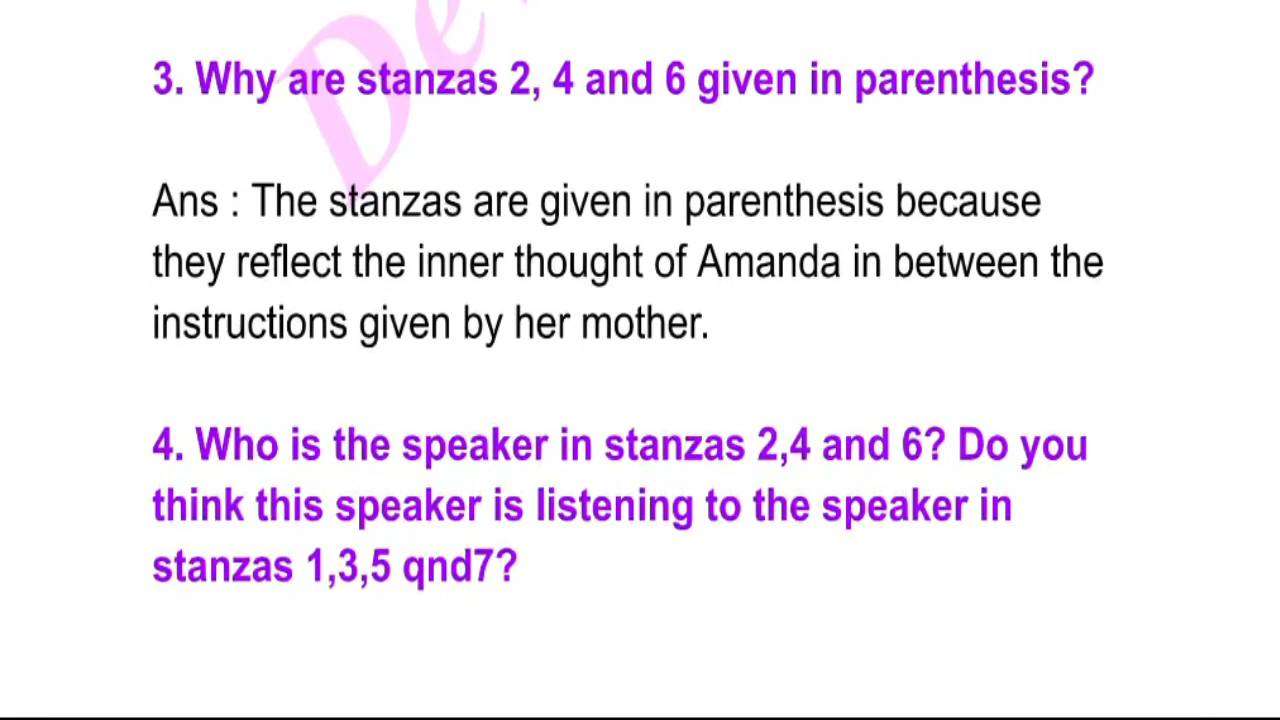 3. Why are stanzas 2, 4 and 6 given in parenthesis?
Ans : The stanzas are given in parenthesis because
they reflect the inner thought of Amanda in between the
instructions given by her mother.
4. Who is the speaker in stanzas 2,4 and 6? Do you
think this speaker is listening to the speaker in
stanzas 1,3,5 qnd7?